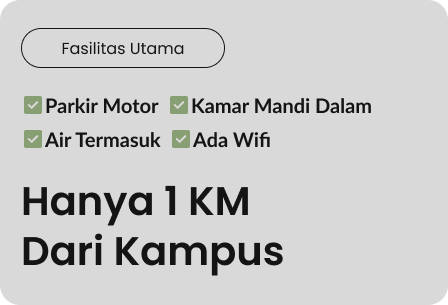 Fasilitas Utama
✅ Parkir Motor ✅ Kamar Mandi Dalam
✅ Air Termasuk ✅ Ada Wifi
Hanya 1 KM
Dari Kampus